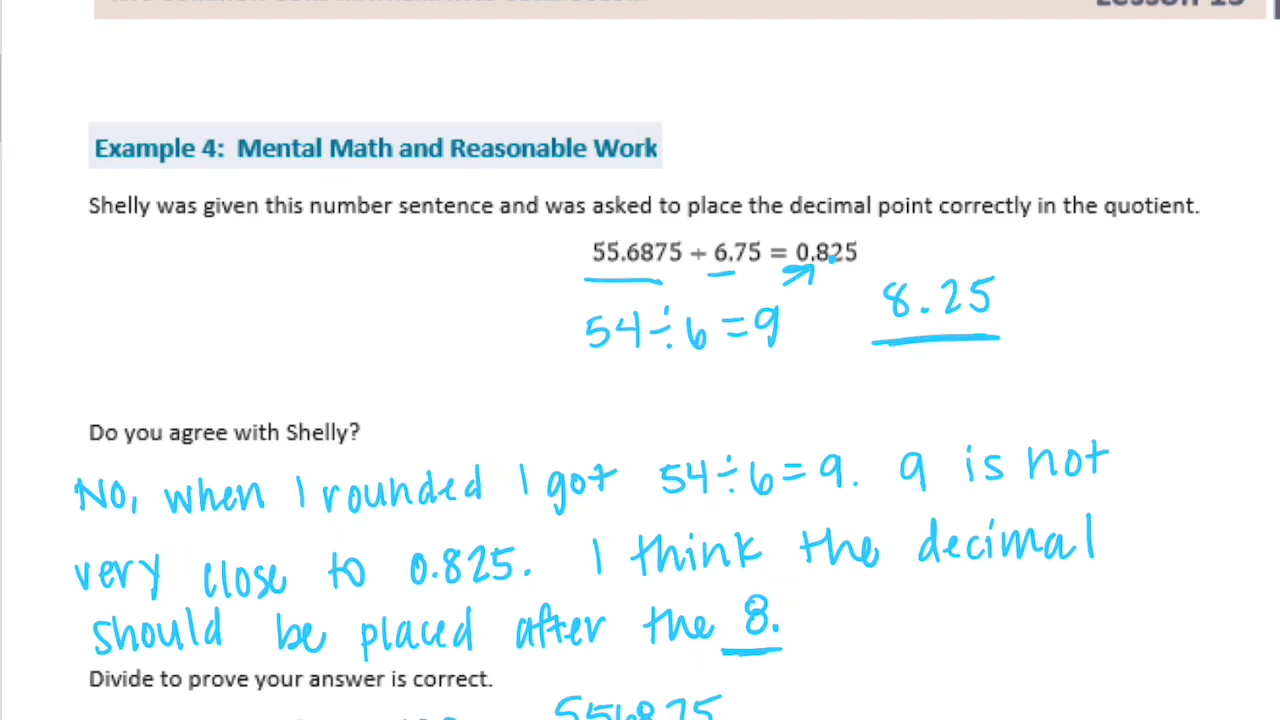 Lesson 15
Example 4: Mental Math and Reasonable Work
Shelly was given this number sentence and was asked to place the decimal point correctly in the quotient.
55.6875 ÷ 6.75 = 0.825
54÷6=9
8.25
Do you agree with Shelly?
No, when I rounded I got 54÷6=9. 9 is not
very close to 0.825. I think the decimal
should be placed after the 8.
Divide to prove your answer is correct.
556875